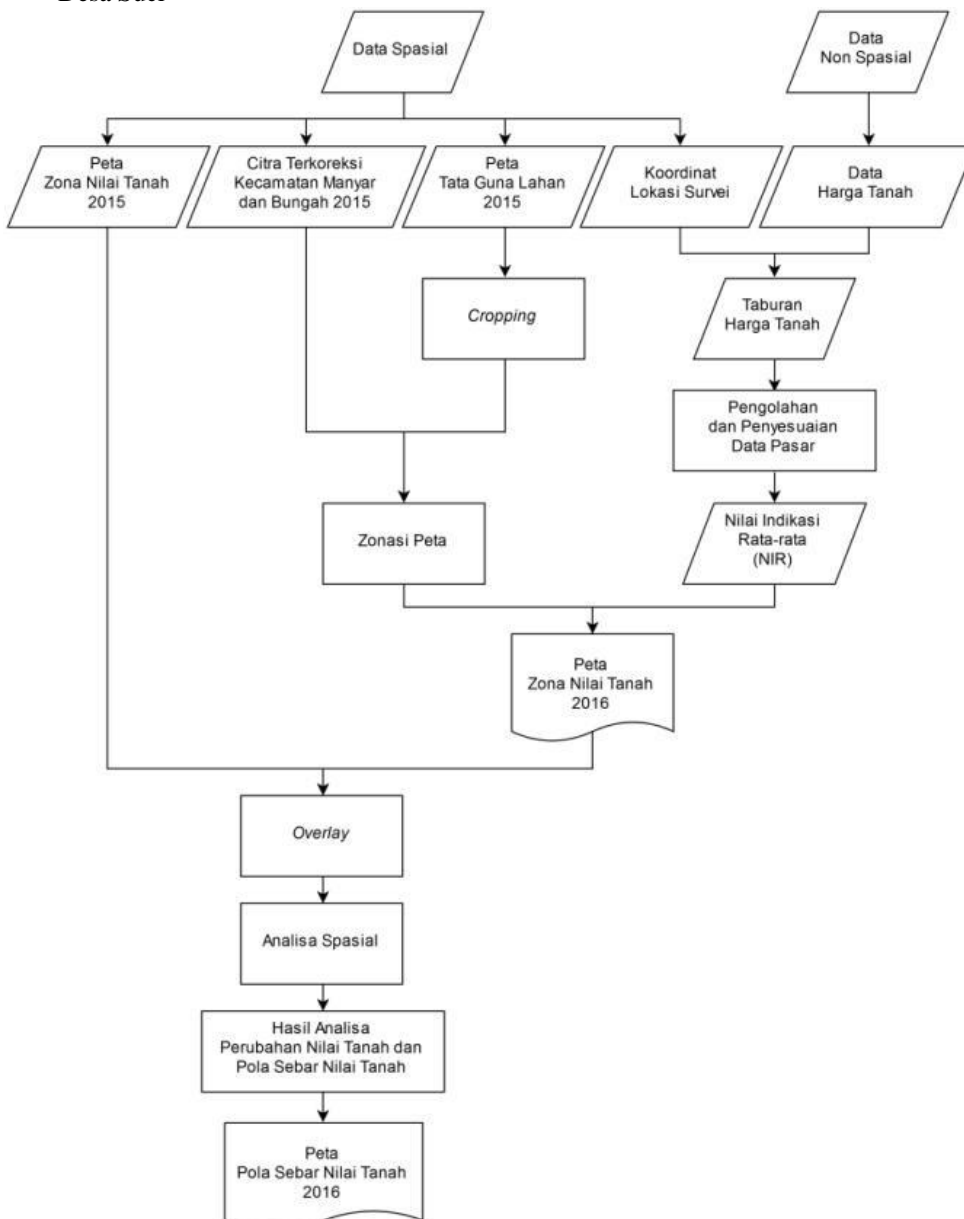 Desa Suci
Data Spasial
Data
Non Spasial
Peta
Zona Nilai Tanah
2015
Citra Terkoreksi
Kecamatan Manyar
dan Bungah 2015
Peta
Tata Guna Lahan
2015
Koordinat
Lokasi Survei
Data
Harga Tanah
Cropping
Taburan
Harga Tanah
Pengolahan
dan Penyesuaian
Data Pasar
Zonasi Peta
Nilai Indikasi
Rata-rata
(NIR)
Peta
Zona Nilai Tanah
2016
Overlay
Analisa Spasial
Hasil Analisa
Perubahan Nilai Tanah dan
Pola Sebar Nilai Tanah
Peta
Pola Sebar Nilai Tanah
2016